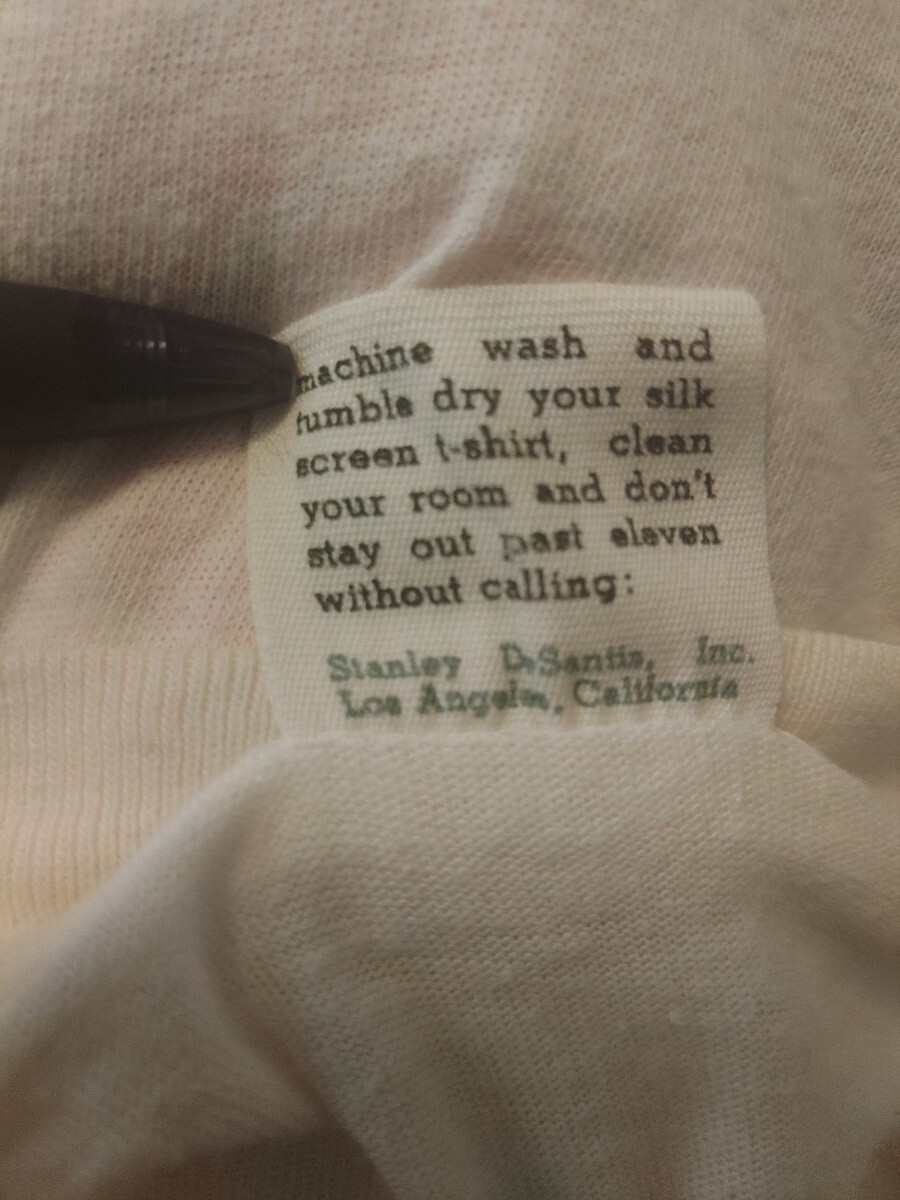 machine wash and
tumble dry your silk
screen t-shirt, clean
your room and don't
stay out past eleven
without calling:
Stanley DeSantis, Inc.
Los Angeles, California